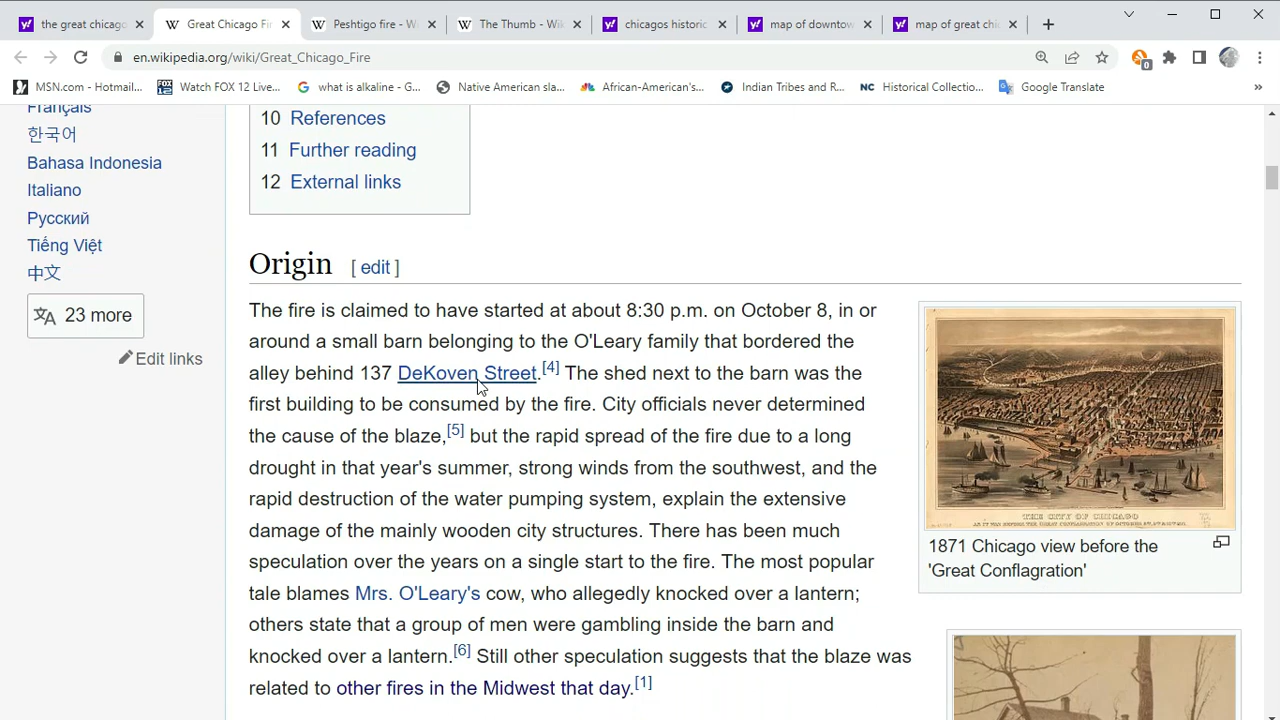 the great chicago
Great Chicago Fir
Peshtigo fire - W
The Thumb - Wik
chicagos historic
map of downtow
map of great chi
en.wikipedia.org/wiki/Great_Chicago_Fire
0
MSN.com - Hotmail...
Watch FOX 12 Live...
what is alkaline - G...
Native American sla...
African-American's...
Indian Tribes and R...
NC Historical Collectio...
Google Translate
»
Français
한국어
Bahasa Indonesia
Italiano
Русский
Tiếng Việt
中文
23 more
Edit links
10 References
11 Further reading
12 External links
Origin [ edit ]
The fire is claimed to have started at about 8:30 p.m. on October 8, in or
around a small barn belonging to the O'Leary family that bordered the
alley behind 137 DeKoven Street.[4] The shed next to the barn was the
first building to be consumed by the fire. City officials never determined
the cause of the blaze,[5] but the rapid spread of the fire due to a long
drought in that year's summer, strong winds from the southwest, and the
rapid destruction of the water pumping system, explain the extensive
damage of the mainly wooden city structures. There has been much
speculation over the years on a single start to the fire. The most popular
tale blames Mrs. O'Leary's cow, who allegedly knocked over a lantern;
others state that a group of men were gambling inside the barn and
knocked over a lantern.[6] Still other speculation suggests that the blaze was
related to other fires in the Midwest that day.[1]
THE CITY OF CHICAGO
1871 Chicago view before the
'Great Conflagration'